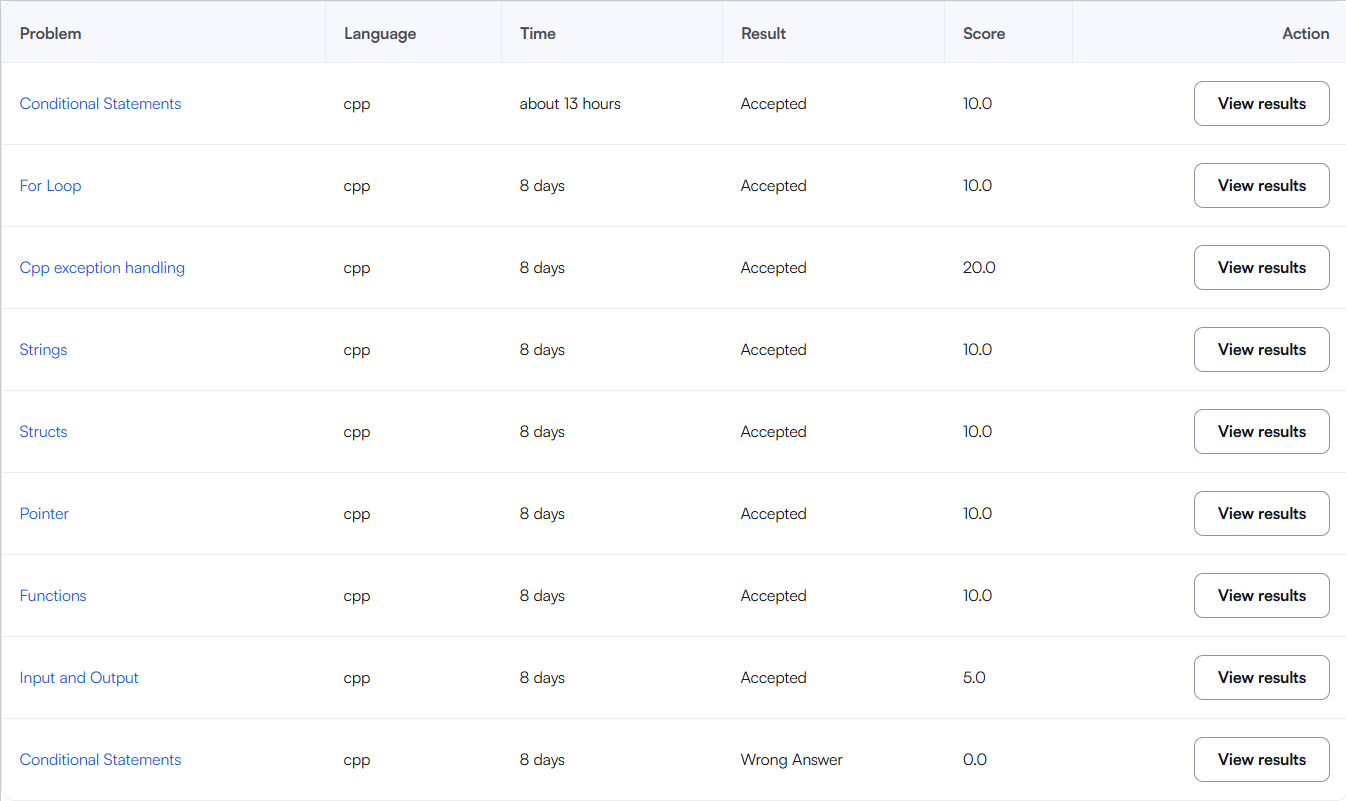 Problem Language Time Result Score Action
Conditional Statements cpp about 13 hours Accepted 10.0 View results
For Loop cpp 8 days Accepted 10.0 View results
Cpp exception handling cpp 8 days Accepted 20.0 View results
Strings cpp 8 days Accepted 10.0 View results
Structs cpp 8 days Accepted 10.0 View results
Pointer cpp 8 days Accepted 10.0 View results
Functions cpp 8 days Accepted 10.0 View results
Input and Output cpp 8 days Accepted 5.0 View results
Conditional Statements cpp 8 days Wrong Answer 0.0 View results